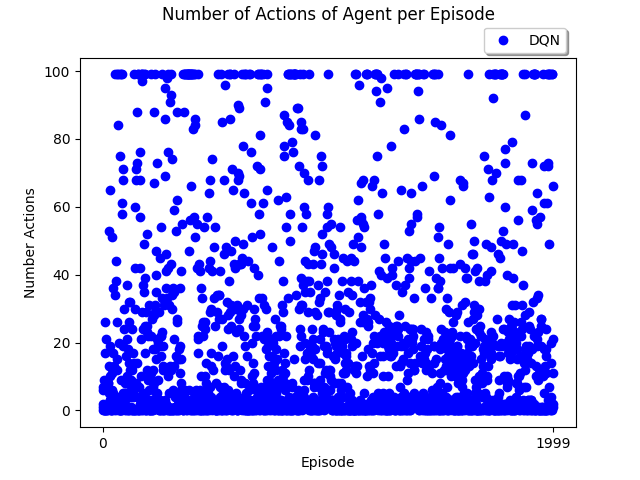 Number of Actions of Agent per Episode
DQN
100
80
60
40
20
0
Number Actions
0 1999
Episode